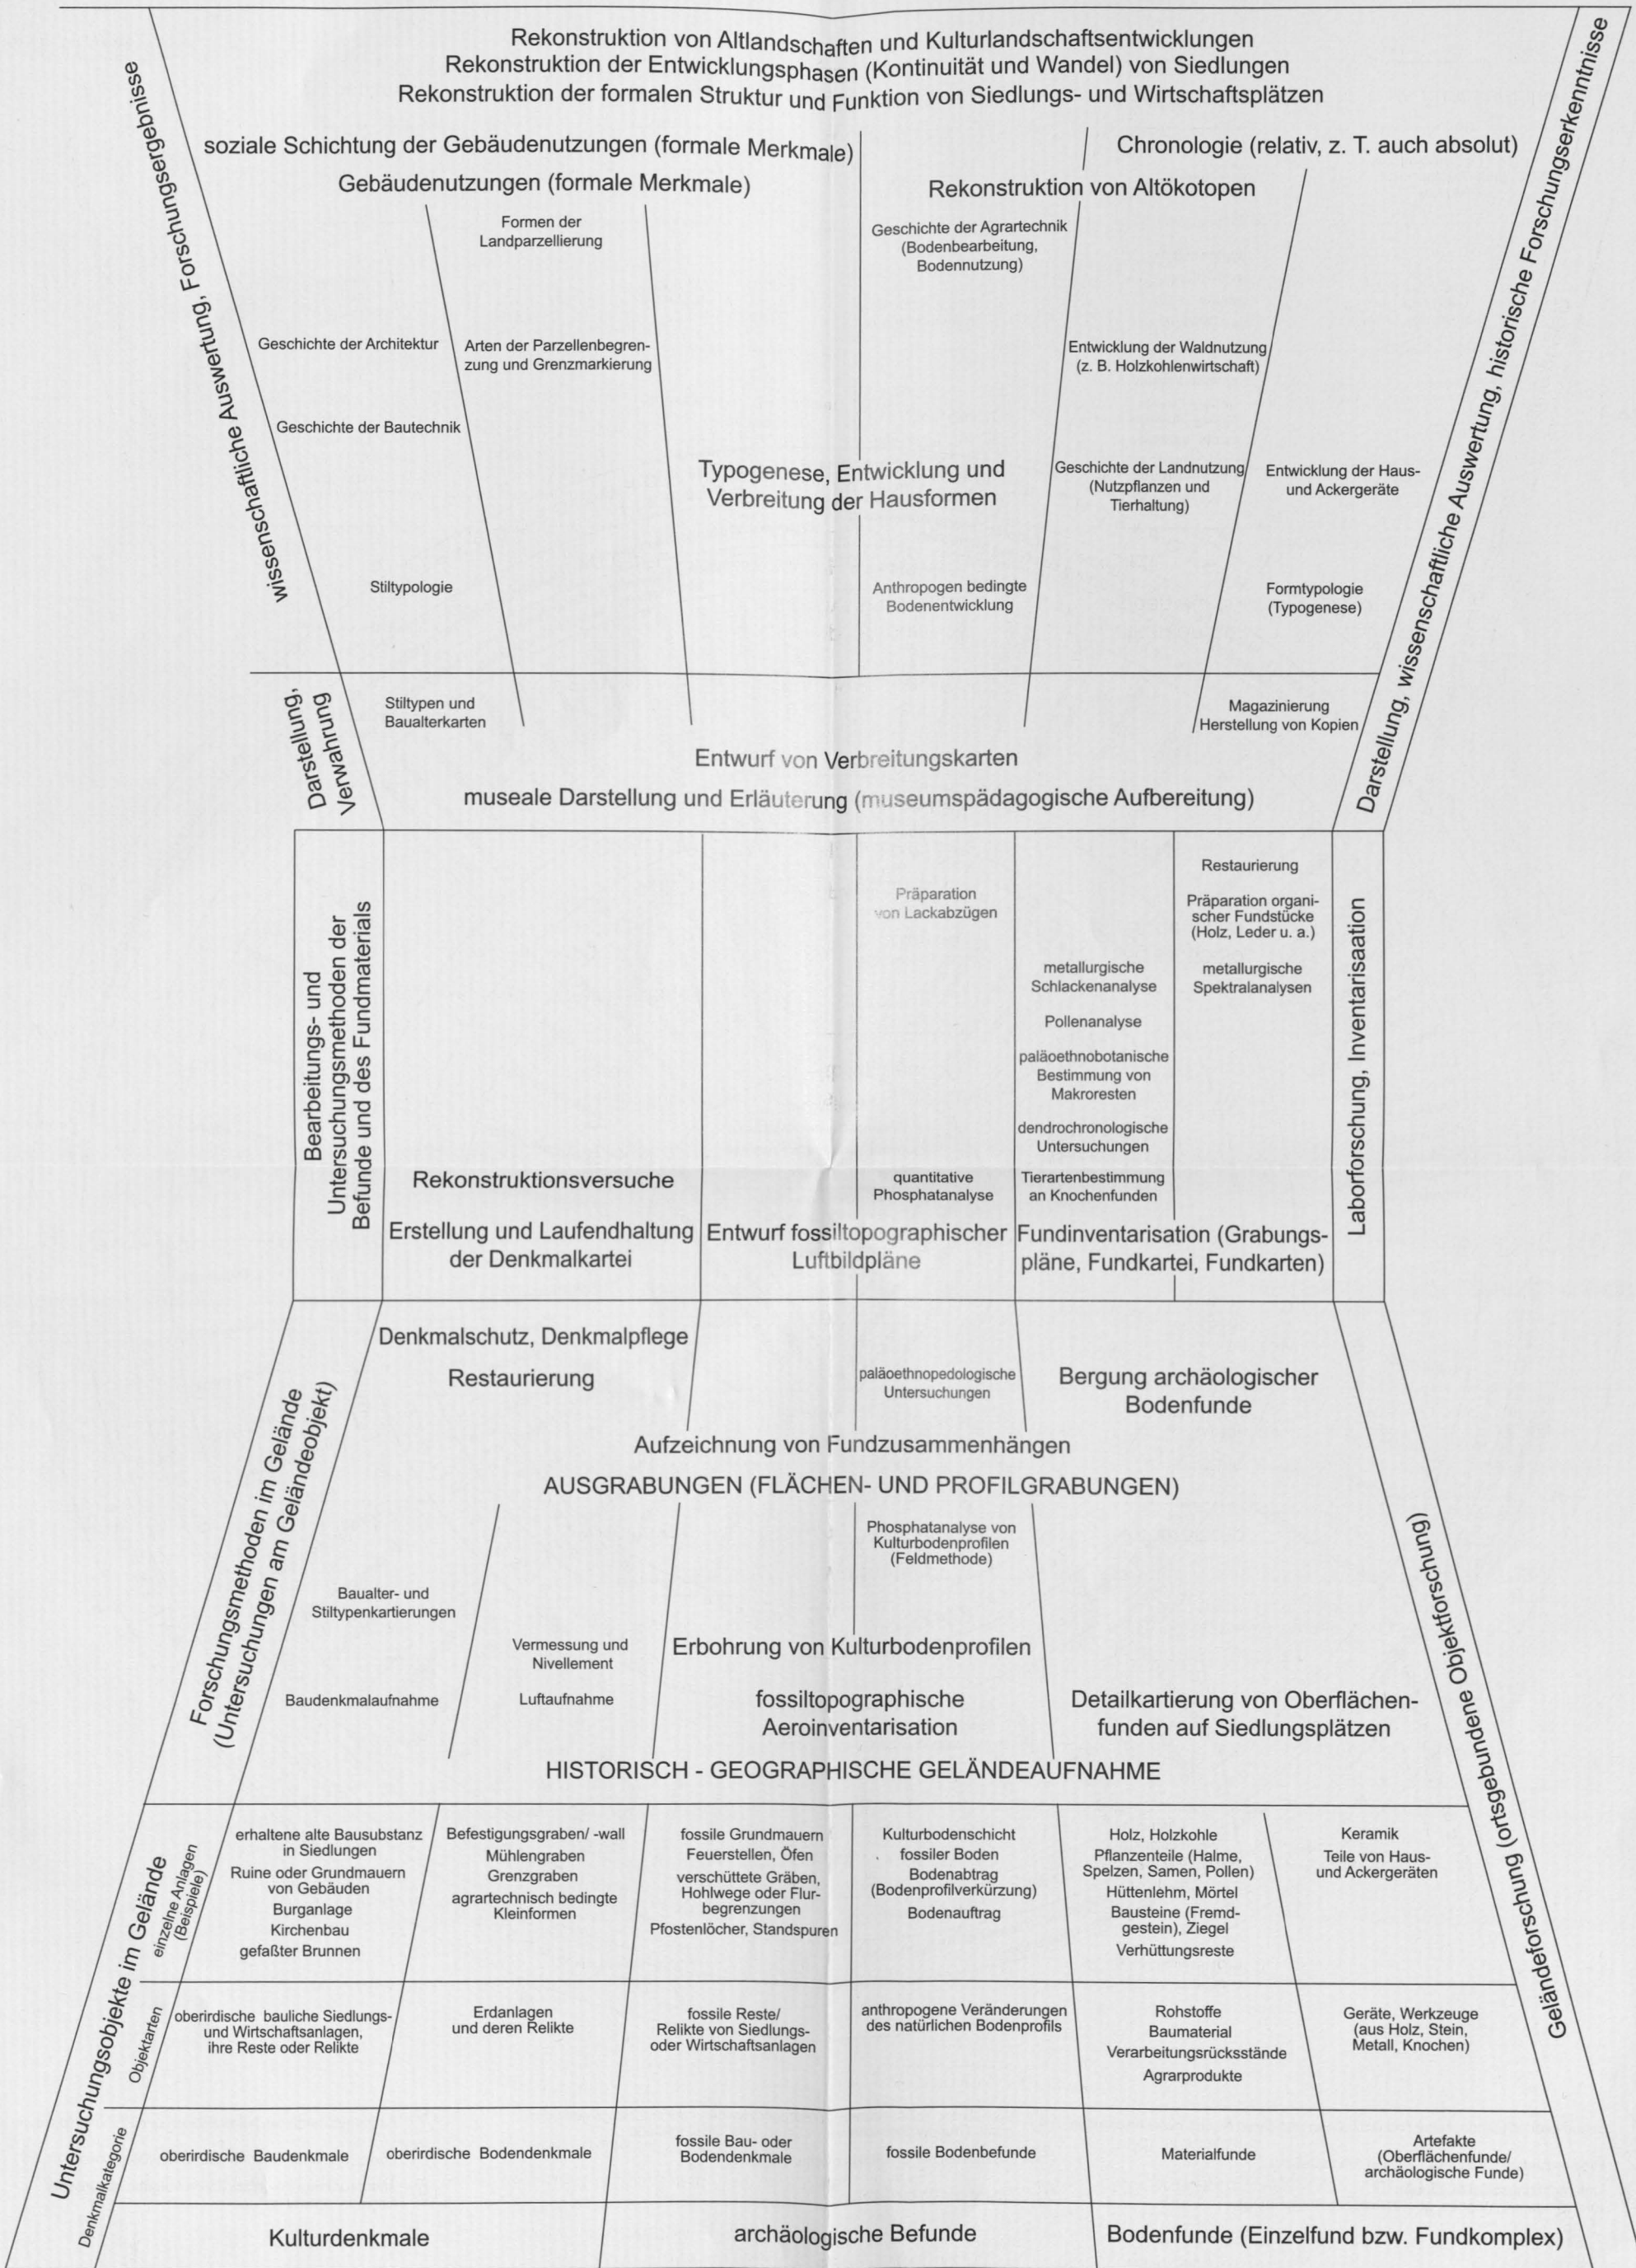 Rekonstruktion von Altlandschaften und Kulturlandschaftsentwicklungen
Rekonstruktion der Entwicklungsphasen (Kontinuität und Wandel) von Siedlungen
Rekonstruktion der formalen Struktur und Funktion von Siedlungs- und Wirtschaftsplätzen
wissenschaftliche Auswertung, Forschungsergebnisse
Darstellung, wissenschaftliche Auswertung, historische Forschungserkenntnisse
soziale Schichtung der Gebäudenutzungen (formale Merkmale)
Chronologie (relativ, z. T. auch absolut)
Gebäudenutzungen (formale Merkmale)
Rekonstruktion von Altökotopen
Formen der
Landparzellierung
Geschichte der Agrartechnik
(Bodenbearbeitung,
Bodennutzung)
Geschichte der Architektur
Arten der Parzellenbegren-
zung und Grenzmarkierung
Entwicklung der Waldnutzung
(z. B. Holzkohlenwirtschaft)
Geschichte der Bautechnik
Typogenese, Entwicklung und
Verbreitung der Hausformen
Geschichte der Landnutzung
(Nutzpflanzen und
Tierhaltung)
Entwicklung der Haus-
und Ackergeräte
Stiltypologie
Anthropogen bedingte
Bodenentwicklung
Formtypologie
(Typogenese)
Darstellung,
Verwahrung
Stiltypen und
Baualterkarten
Magazinierung
Herstellung von Kopien
Entwurf von Verbreitungskarten
museale Darstellung und Erläuterung (museumspädagogische Aufbereitung)
Bearbeitungs- und
Untersuchungsmethoden der
Befunde und des Fundmaterials
Laborforschung, Inventarisaation
Präparation
von Lackabzügen
Restaurierung
Präparation organi-
scher Fundstücke
(Holz, Leder u. a.)
metallurgische
Schlackenanalyse
metallurgische
Spektralanalysen
Pollenanalyse
paläoethnobotanische
Bestimmung von
Makroresten
dendrochronologische
Untersuchungen
Rekonstruktionsversuche
quantitative
Phosphatanalyse
Tierartenbestimmung
an Knochenfunden
Erstellung und Laufendhaltung
der Denkmalkartei
Entwurf fossiltopographischer
Luftbildpläne
Fundinventarisation (Grabungs-
pläne, Fundkartei, Fundkarten)
Forschungsmethoden im Gelände
(Untersuchungen am Geländeobjekt)
Geländeforschung (ortsgebundene Objektforschung)
Denkmalschutz, Denkmalpflege
Restaurierung
paläoethnopedologische
Untersuchungen
Bergung archäologischer
Bodenfunde
Aufzeichnung von Fundzusammenhängen
AUSGRABUNGEN (FLÄCHEN- UND PROFILGRABUNGEN)
Phosphatanalyse von
Kulturbodenprofilen
(Feldmethode)
Baualter- und
Stiltypenkartierungen
Vermessung und
Nivellement
Erbohrung von Kulturbodenprofilen
Baudenkmalaufnahme
Luftaufnahme
fossiltopographische
Aeroinventarisation
Detailkartierung von Oberflächen-
funden auf Siedlungsplätzen
HISTORISCH - GEOGRAPHISCHE GELÄNDEAUFNAHME
Untersuchungsobjekte im Gelände
einzelne Anlagen
(Beispiele)
erhaltene alte Bausubstanz
in Siedlungen
Ruine oder Grundmauern
von Gebäuden
Burganlage
Kirchenbau
gefaßter Brunnen
Befestigungsgraben/ -wall
Mühlengraben
Grenzgraben
agrartechnisch bedingte
Kleinformen
fossile Grundmauern
Feuerstellen, Öfen
verschüttete Gräben,
Hohlwege oder Flur-
begrenzungen
Pfostenlöcher, Standspuren
Kulturbodenschicht
fossiler Boden
Bodenabtrag
(Bodenprofilverkürzung)
Bodenauftrag
Holz, Holzkohle
Pflanzenteile (Halme,
Spelzen, Samen, Pollen)
Hüttenlehm, Mörtel
Bausteine (Fremd-
gestein), Ziegel
Verhüttungsreste
Keramik
Teile von Haus-
und Ackergeräten
Objektarten
oberirdische bauliche Siedlungs-
und Wirtschaftsanlagen,
ihre Reste oder Relikte
Erdanlagen
und deren Relikte
fossile Reste/
Relikte von Siedlungs-
oder Wirtschaftsanlagen
anthropogene Veränderungen
des natürlichen Bodenprofils
Rohstoffe
Baumaterial
Verarbeitungsrücksstände
Agrarprodukte
Geräte, Werkzeuge
(aus Holz, Stein,
Metall, Knochen)
Denkmalkategorie
oberirdische Baudenkmale
oberirdische Bodendenkmale
fossile Bau- oder
Bodendenkmale
fossile Bodenbefunde
Materialfunde
Artefakte
(Oberflächenfunde/
archäologische Funde)
Kulturdenkmale
archäologische Befunde
Bodenfunde (Einzelfund bzw. Fundkomplex)